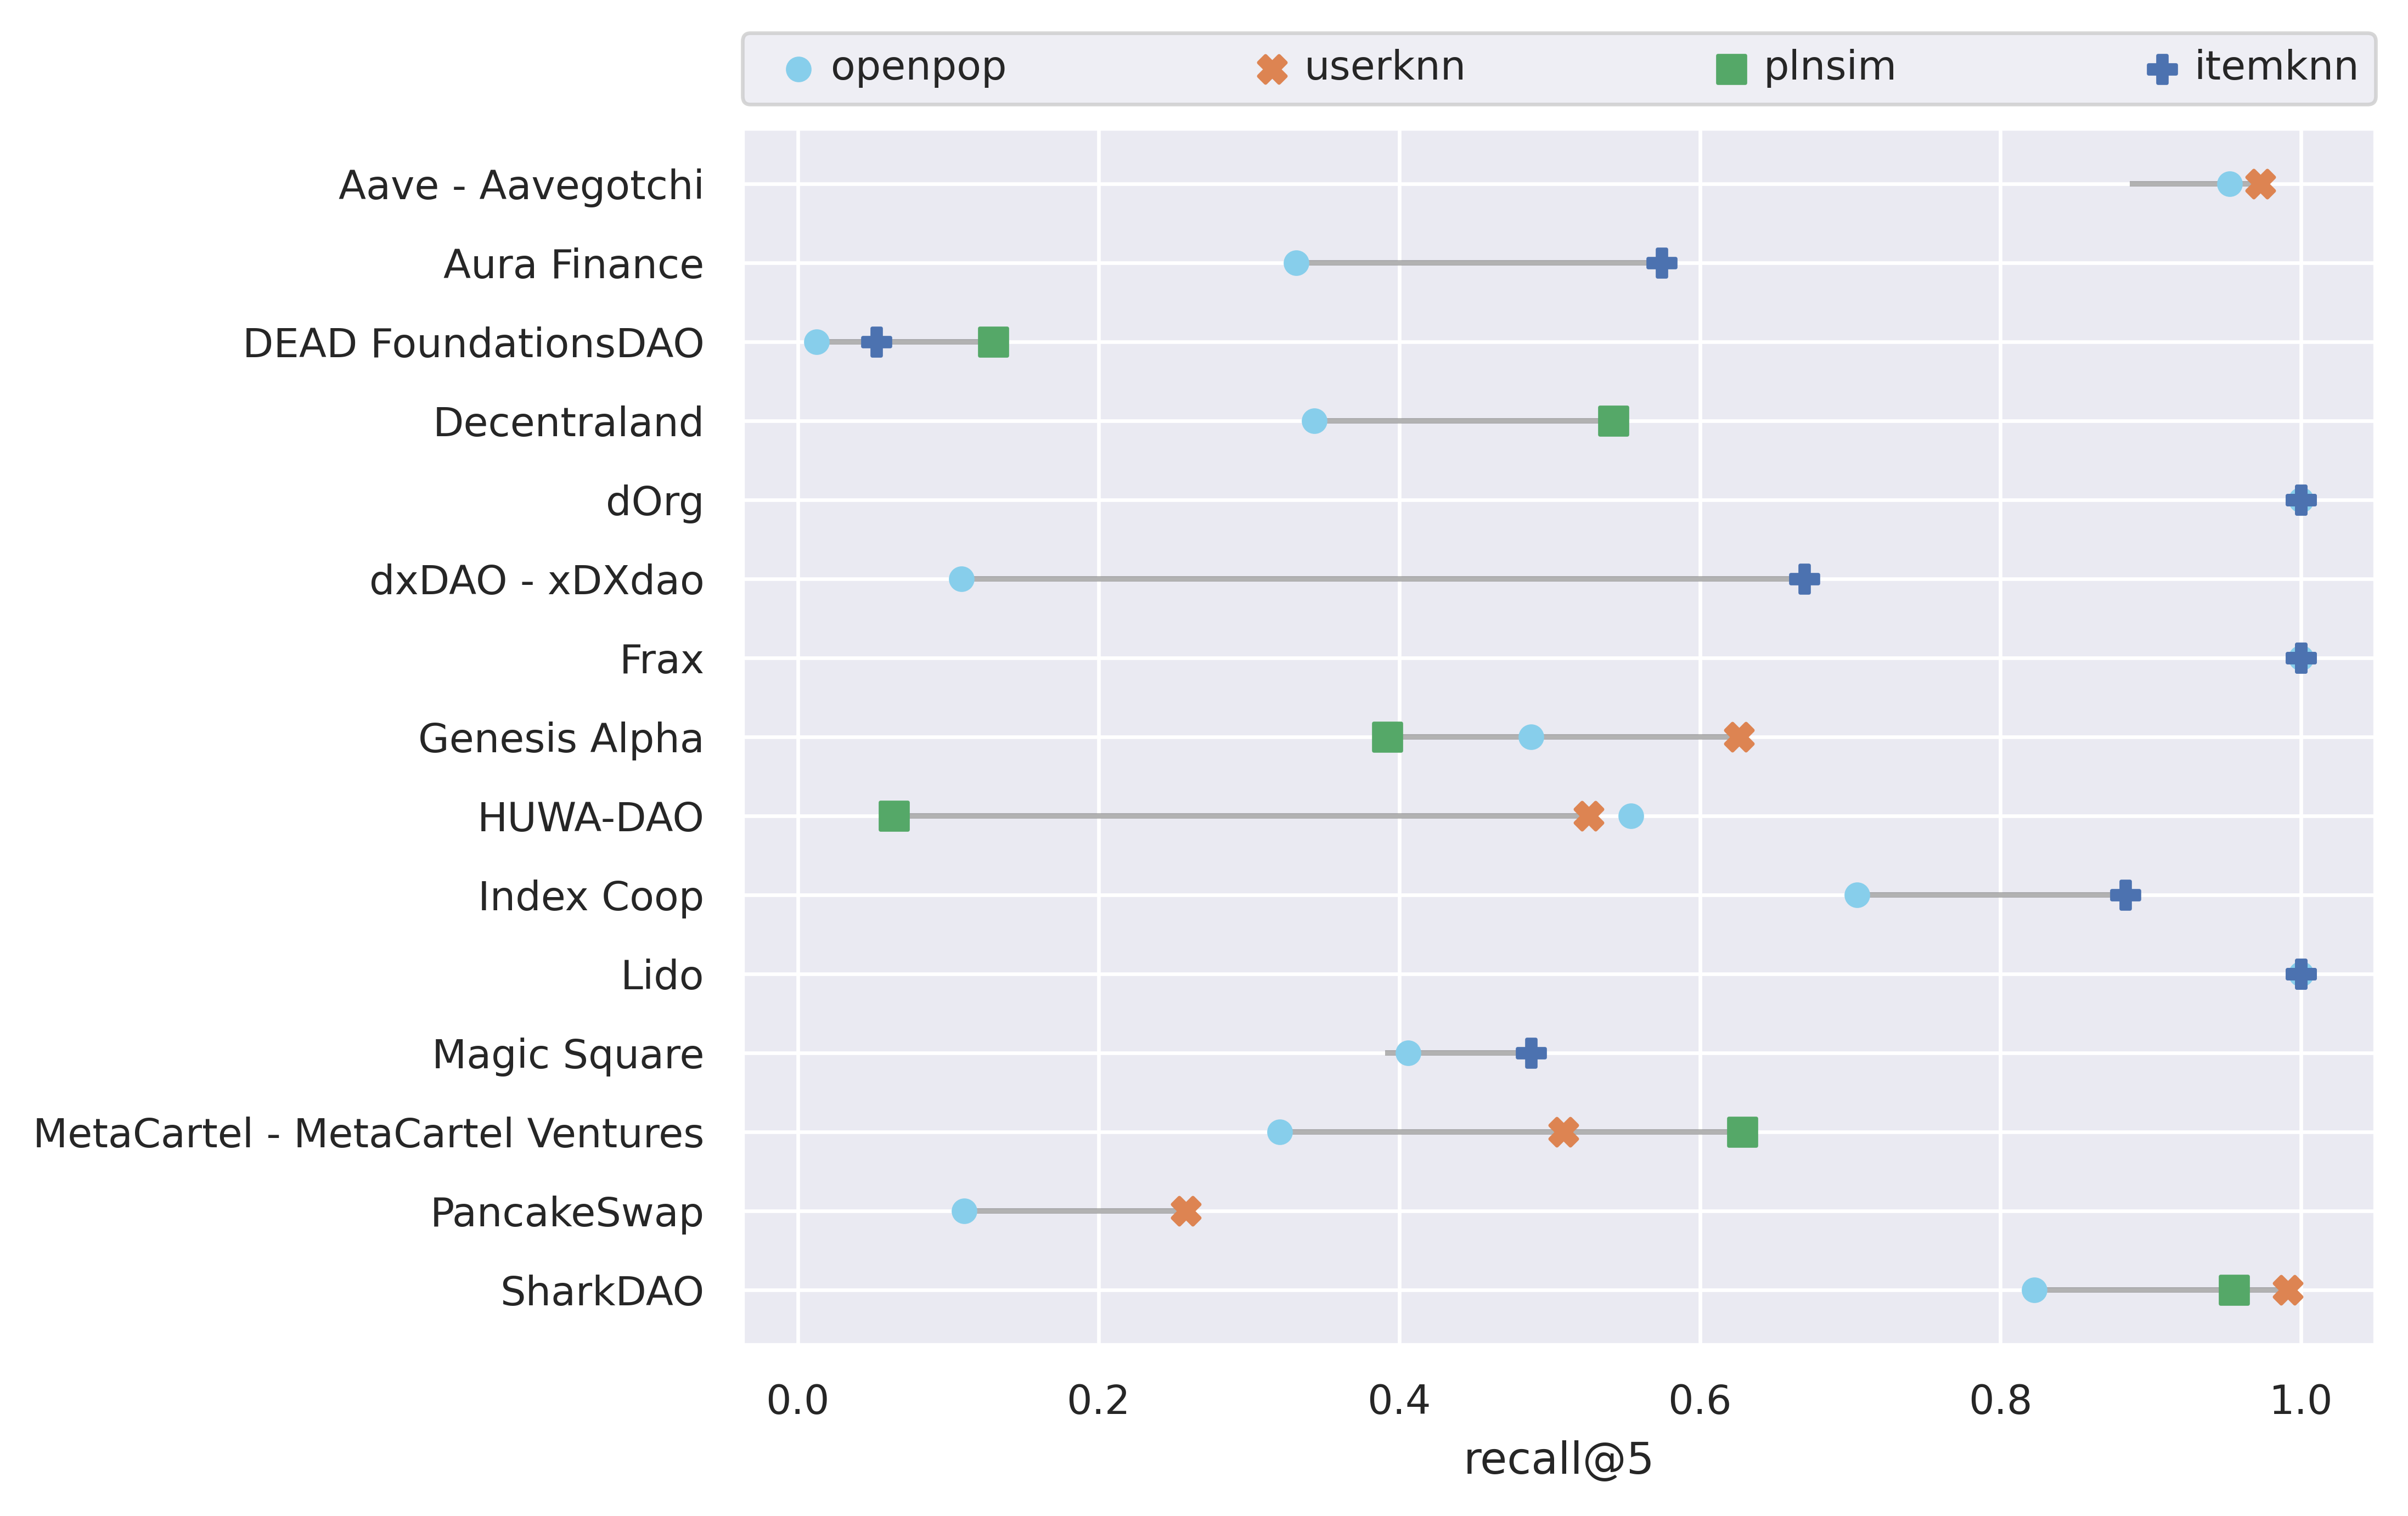 openpop userknn plnsim itemknn
Aave - Aavegotchi
Aura Finance
DEAD FoundationsDAO
Decentraland
dOrg
dxDAO - xDXdao
Frax
Genesis Alpha
HUWA-DAO
Index Coop
Lido
Magic Square
MetaCartel - MetaCartel Ventures
PancakeSwap
SharkDAO
0.0 0.2 0.4 0.6 0.8 1.0
recall@5